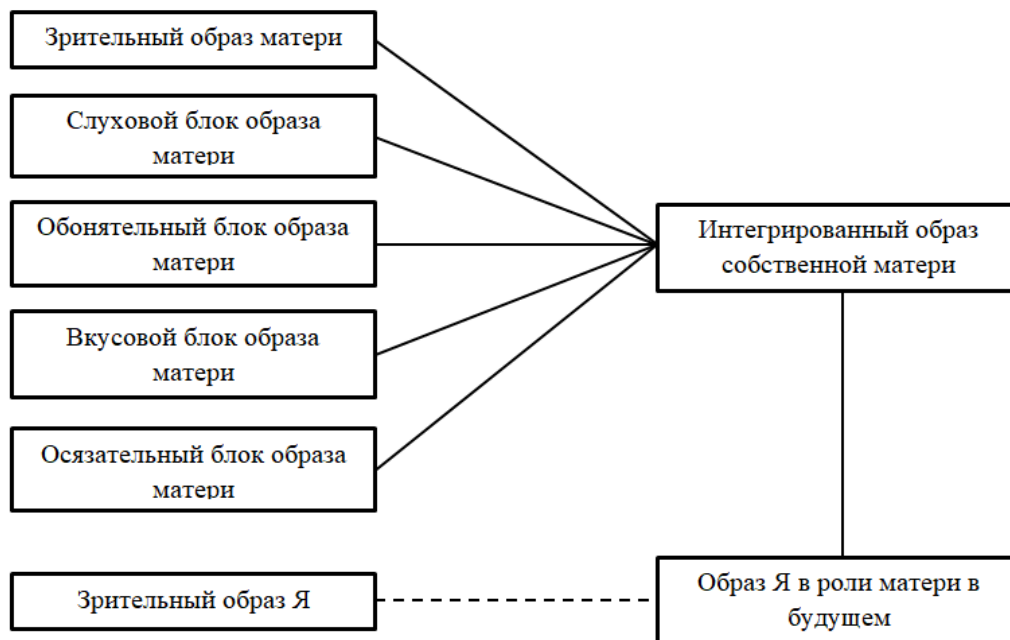 Зрительный образ матери
Слуховой блок образа
матери
Обонятельный блок образа
матери
Вкусовой блок образа
матери
Осязательный блок образа
матери
Зрительный образ Я
Интегрированный образ
собственной матери
Образ Я в роли матери в
будущем